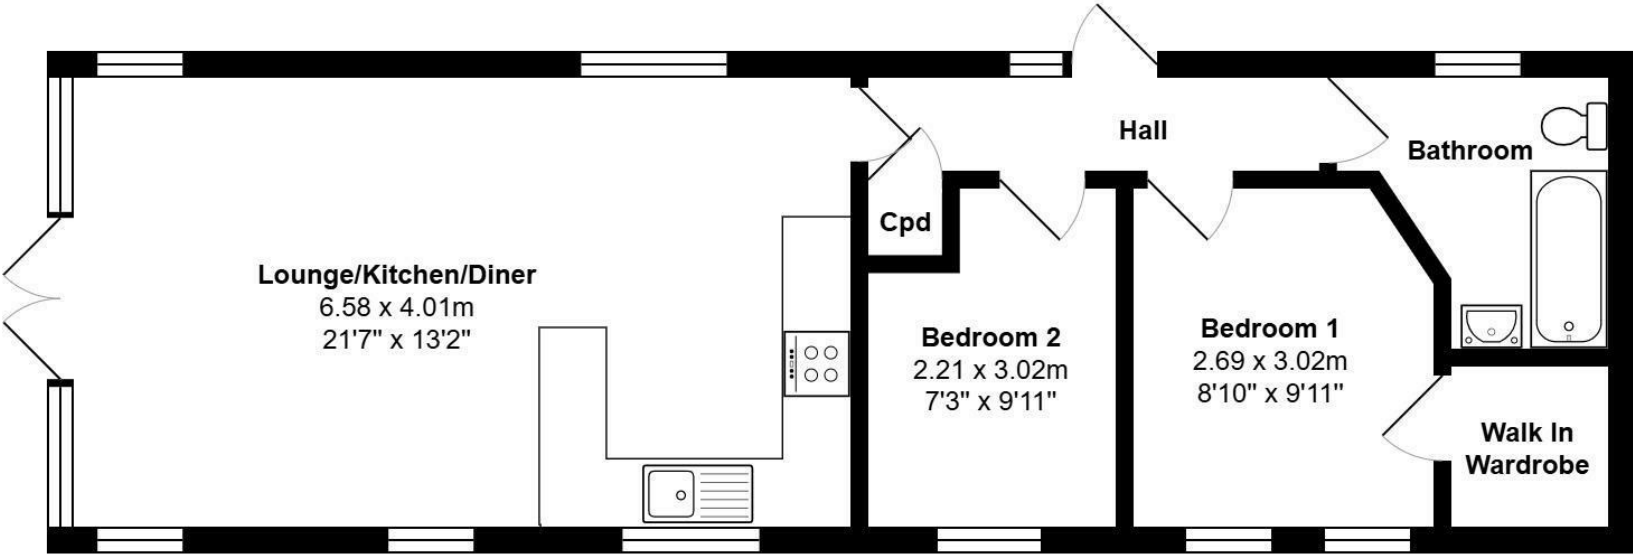 Hall
Bathroom
Cpd
Lounge/Kitchen/Diner
6.58 x 4.01m
21'7" x 13'2"
Bedroom 2
2.21 x 3.02m
7'3" x 9'11"
Bedroom 1
2.69 x 3.02m
8'10" x 9'11"
Walk In
Wardrobe